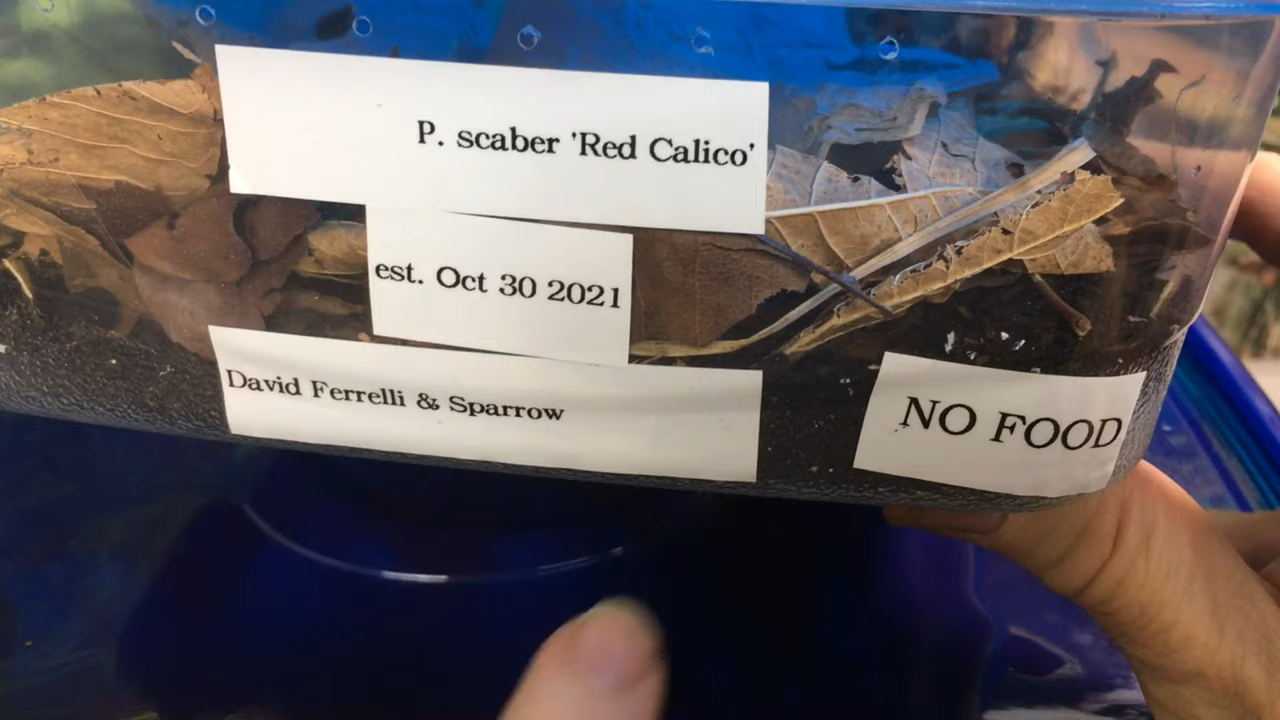 P. scaber 'Red Calico'
est. Oct 30 2021
David Ferrelli & Sparrow
NO FOOD